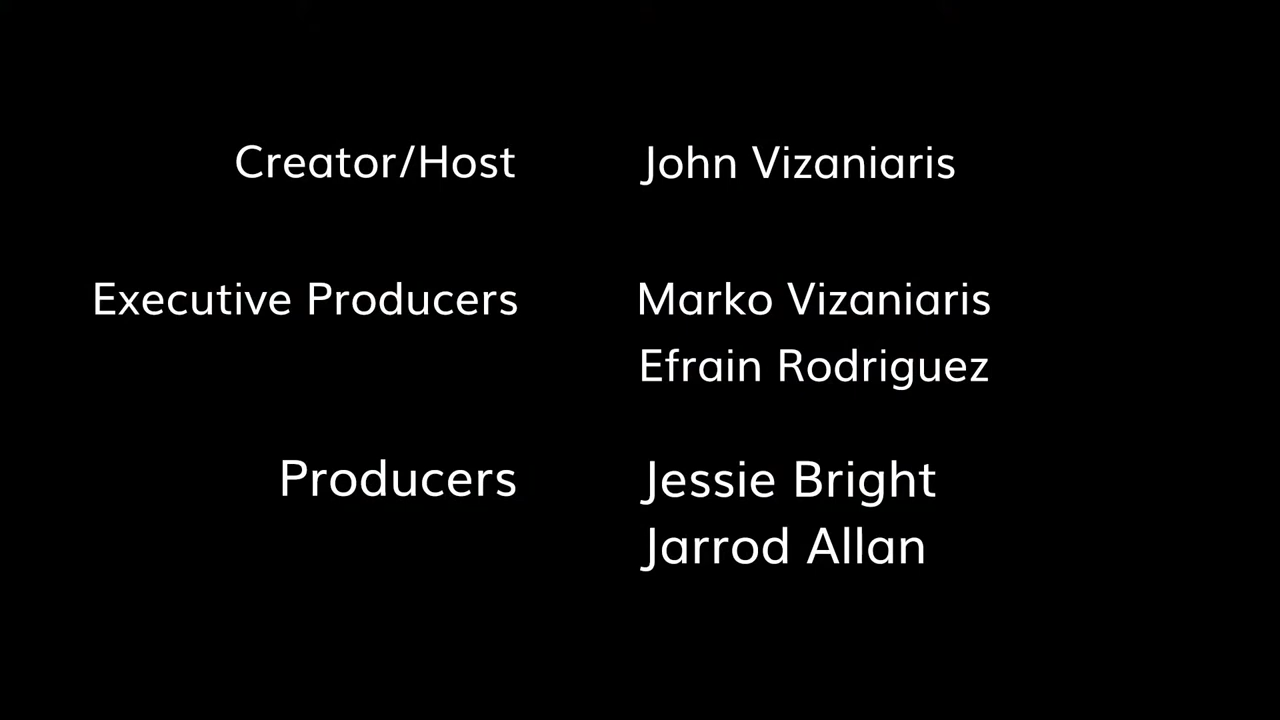 Creator/Host John Vizaniaris
Executive Producers Marko Vizaniaris
Efrain Rodriguez
Producers Jessie Bright
Jarrod Allan